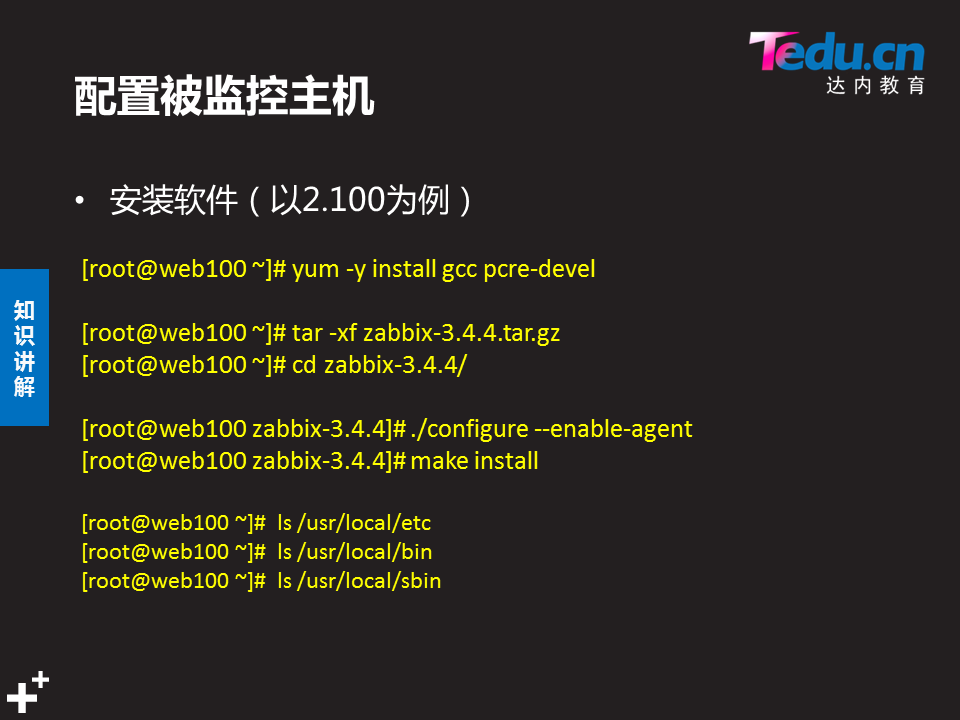 Tedu.cn
达内教育
配置被监控主机
• 安装软件（以2.100为例）
[root@web100 ~]# yum -y install gcc pcre-devel
[root@web100 ~]# tar -xf zabbix-3.4.4.tar.gz
[root@web100 ~]# cd zabbix-3.4.4/
[root@web100 zabbix-3.4.4]# ./configure --enable-agent
[root@web100 zabbix-3.4.4]# make install
[root@web100 ~]#  ls /usr/local/etc
[root@web100 ~]#  ls /usr/local/bin
[root@web100 ~]#  ls /usr/local/sbin
知识讲解